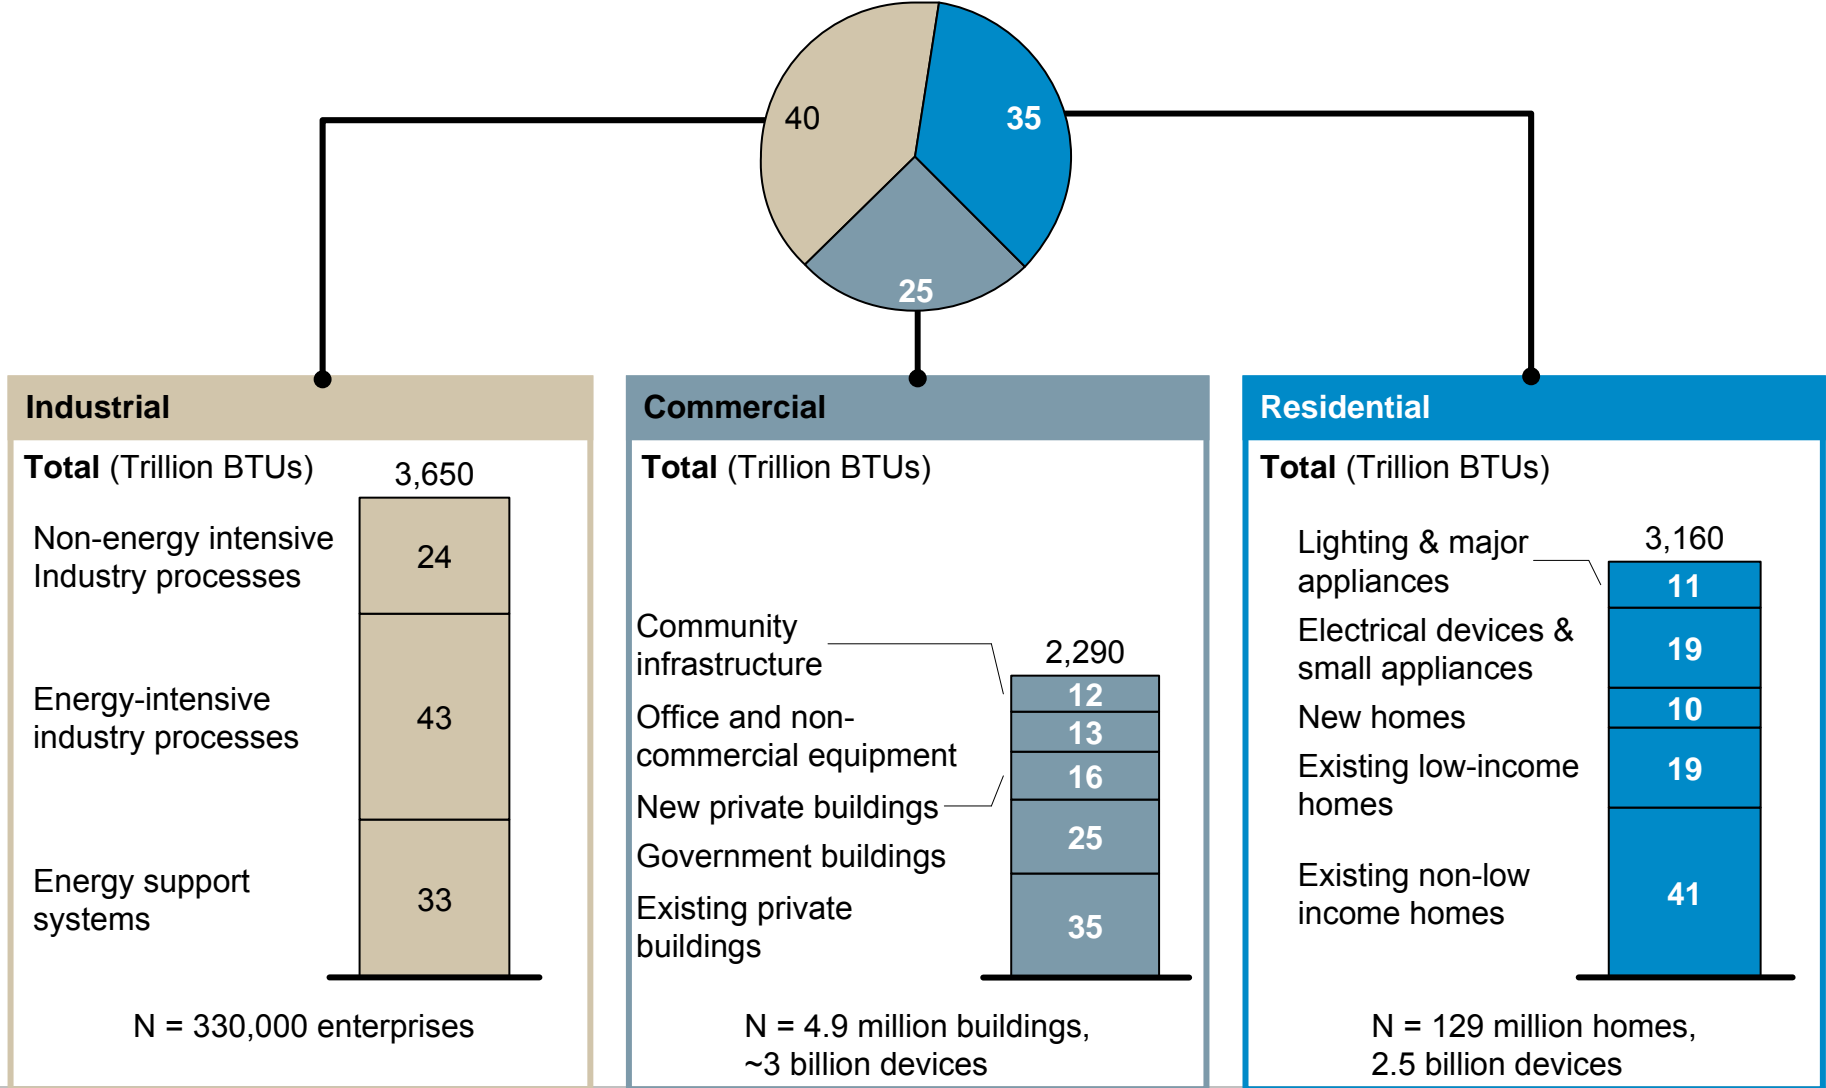 40
35
25
Industrial
Total (Trillion BTUs)
3,650
Non-energy intensive
Industry processes
24
Energy-intensive
industry processes
43
Energy support
systems
33
N = 330,000 enterprises
Commercial
Total (Trillion BTUs)
2,290
Community
infrastructure
12
Office and non-
commercial equipment
13
New private buildings
16
Government buildings
25
Existing private
buildings
35
N = 4.9 million buildings,
~3 billion devices
Residential
Total (Trillion BTUs)
3,160
Lighting & major
appliances
11
Electrical devices &
small appliances
19
New homes
10
Existing low-income
homes
19
Existing non-low
income homes
41
N = 129 million homes,
2.5 billion devices